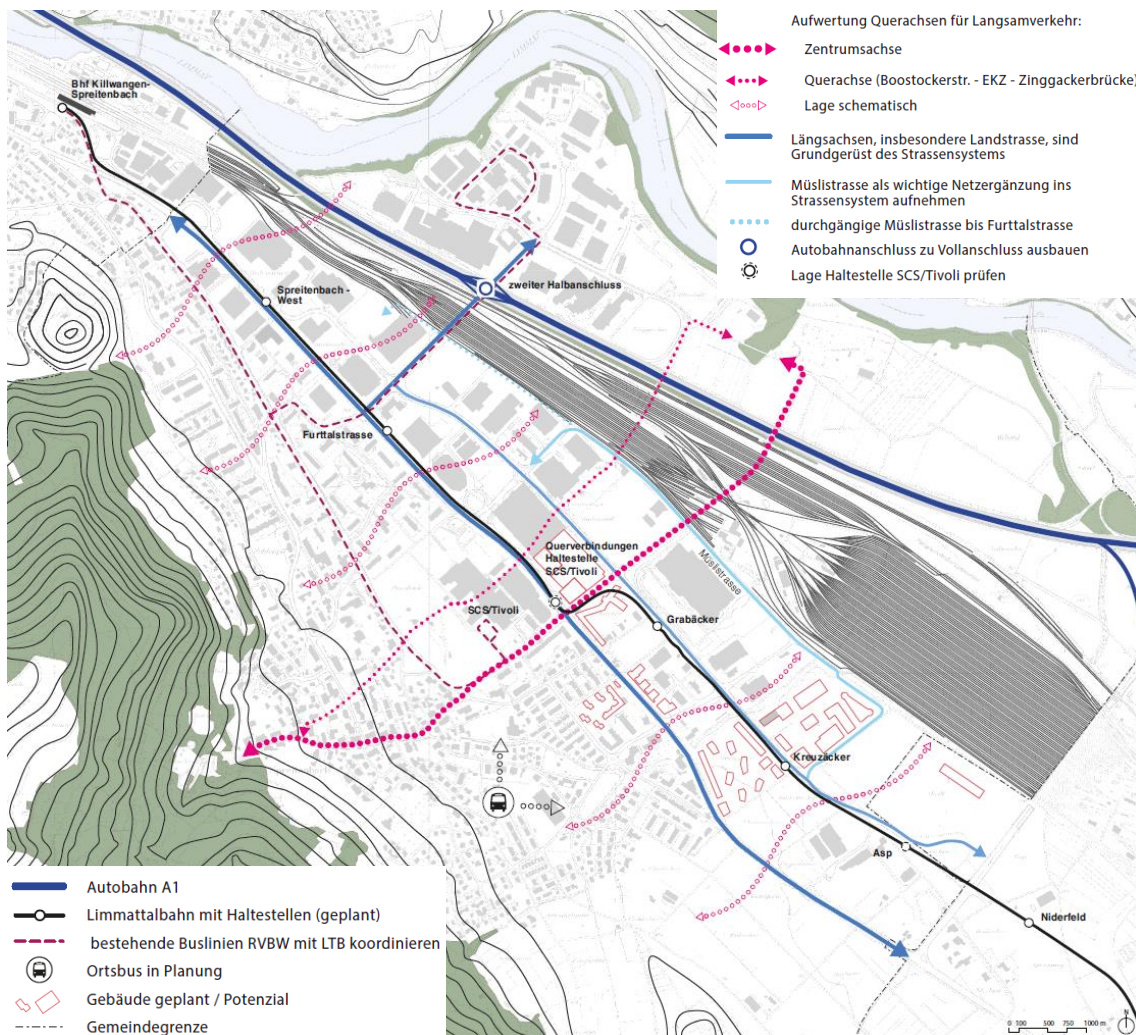 Aufwertung Querachsen für Langsamverkehr:
Zentrumsachse
Querachse (Boostockerstr. - EKZ - Zinggackerbrücke)
Lage schematisch
Längsachsen, insbesondere Landstrasse, sind
Grundgerüst des Strassensystems
Müslistrasse als wichtige Netzergänzung ins
Strassensystem aufnehmen
durchgängige Müslistrasse bis Furttalstrasse
Autobahnanschluss zu Vollanschluss ausbauen
Lage Haltestelle SCS/Tivoli prüfen
Bhf Killwangen-
Spreitenbach
zweiter Halbanschluss
Spreitenbach -
West
Furttalstrasse
Querverbindungen
Haltestelle
SCS/Tivoli
Müslistrasse
SCS/Tivoli
Grabäcker
Kreuzäcker
Asp
Niderfeld
Autobahn A1
Limmattalbahn mit Haltestellen (geplant)
bestehende Buslinien RVBW mit LTB koordinieren
Ortsbus in Planung
Gebäude geplant / Potenzial
Gemeindegrenze
0 100 500 750 1000 m
N